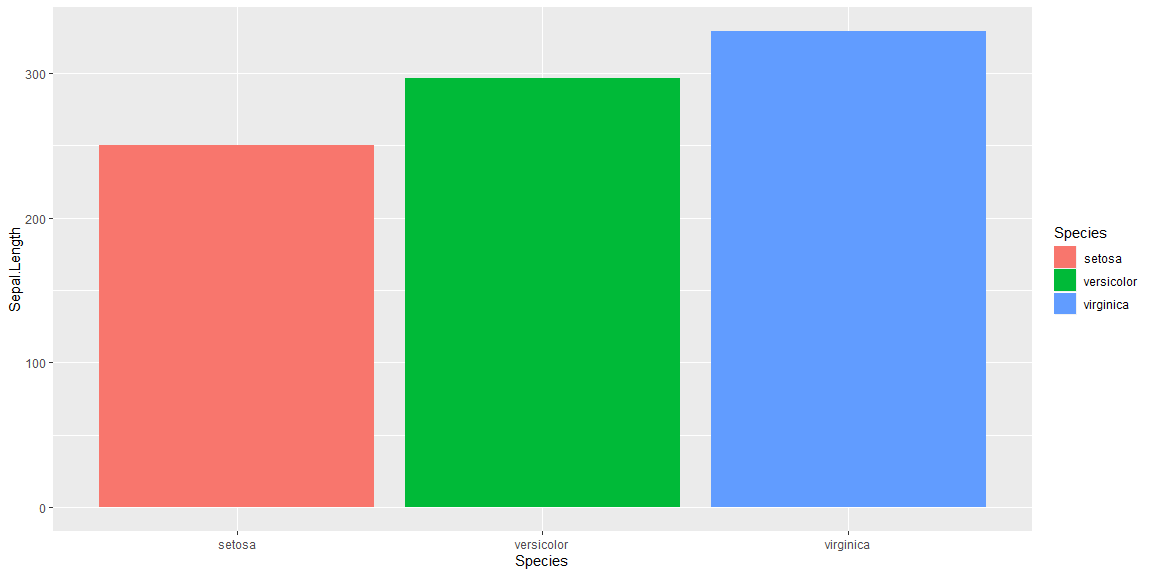 300
200
100
0
Sepal.Length
setosa
versicolor
virginica
Species
Species
setosa
versicolor
virginica